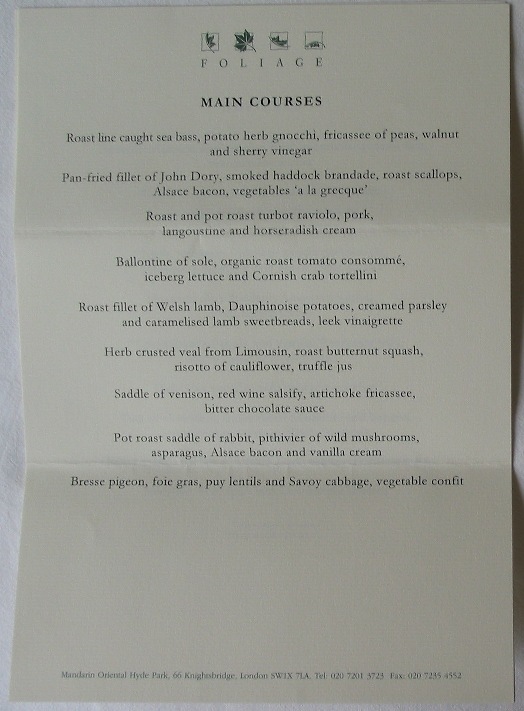 FOLIAGE
MAIN COURSES
Roast line caught sea bass, potato herb gnocchi, fricassee of peas, walnut
and sherry vinegar
Pan-fried fillet of John Dory, smoked haddock brandade, roast scallops,
Alsace bacon, vegetables ‘a la grecque’
Roast and pot roast turbot raviolo, pork,
langoustine and horseradish cream
Ballontine of sole, organic roast tomato consommé,
iceberg lettuce and Cornish crab tortellini
Roast fillet of Welsh lamb, Dauphinoise potatoes, creamed parsley
and caramelised lamb sweetbreads, leek vinaigrette
Herb crusted veal from Limousin, roast butternut squash,
risotto of cauliflower, truffle jus
Saddle of venison, red wine salsify, artichoke fricassee,
bitter chocolate sauce
Pot roast saddle of rabbit, pithivier of wild mushrooms,
asparagus, Alsace bacon and vanilla cream
Bresse pigeon, foie gras, puy lentils and Savoy cabbage, vegetable confit
Mandarin Oriental Hyde Park, 66 Knightsbridge, London SW1X 7LA. Tel: 020 7201 3723 Fax: 020 7235 4552